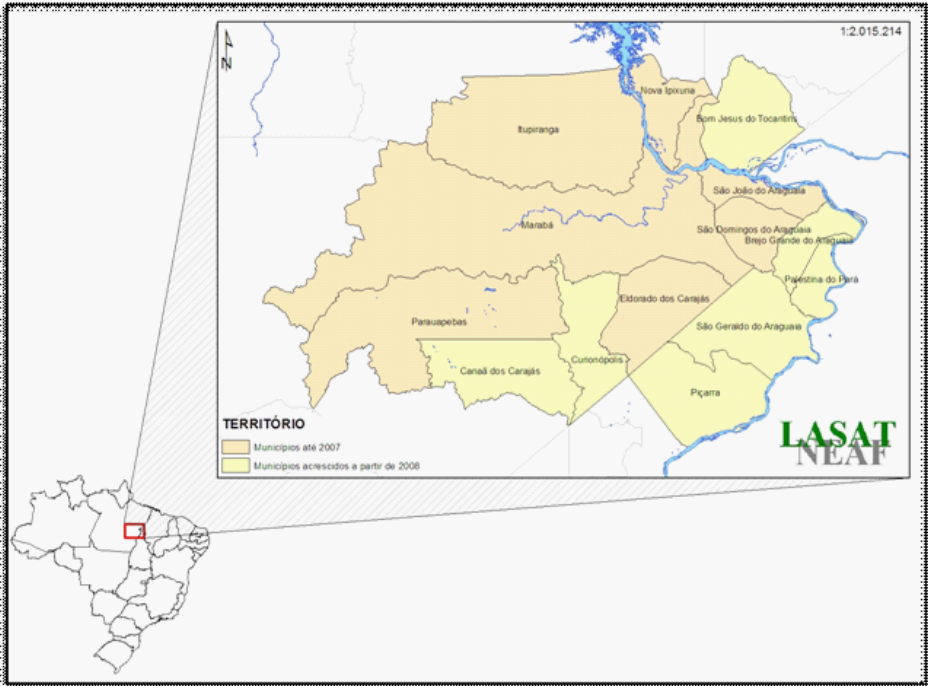 1:2.015.214
N
Nova Ipixuna
Bom Jesus do Tocantins
Itupiranga
São João do Araguaia
Marabá
São Domingos do Araguaia
Brejo Grande do Araguaia
Palestina do Pará
Eldorado dos Carajás
Parauapebas
São Geraldo do Araguaia
Curionópolis
Canaã dos Carajás
Piçarra
TERRITÓRIO
Municípios até 2007
Municípios acrescidos a partir de 2008
LASAT
NEAF